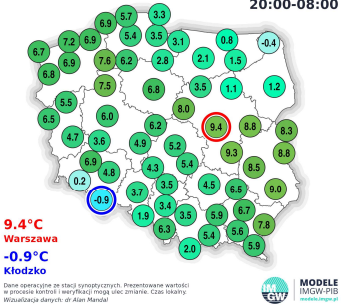 20:00-08:00
5.7 3.3
6.9
5.4 3.5 3.1 0.8 -0.4
7.2 6.9
6.7
6.9 7.6 6.2 2.8 2.1 1.5
6.8
7.5 6.8 3.5 1.1 1.2
5.5
8.0
6.5 6.0
6.2 9.4 8.8 8.3
4.7 3.6 4.9 5.2
9.3 8.8
6.9 4.3 5.4 8.5
0.2 4.8
3.7 3.5 4.5 6.5 9.0
-0.9
3.4
1.9 3.5 5.9 6.7
6.3 5.4 5.6 7.8
2.0 5.9
9.4°C
Warszawa
-0.9°C
Kłodzko
Dane operacyjne ze stacji synoptycznych. Prezentowane wartości
w procesie kontroli i weryfikacji mogą ulec zmianie. Czas lokalny.
Wizualizacja danych: dr Alan Mandal
IMGW
PIB
MODELE
IMGW-PIB
modele.imgw.pl